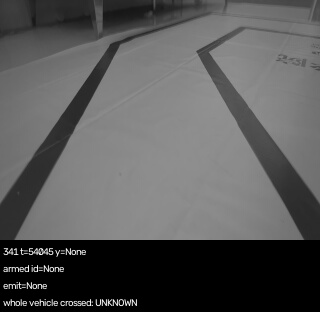 341 t=54045 y=None
armed id=None
emit=None
whole vehicle crossed: UNKNOWN